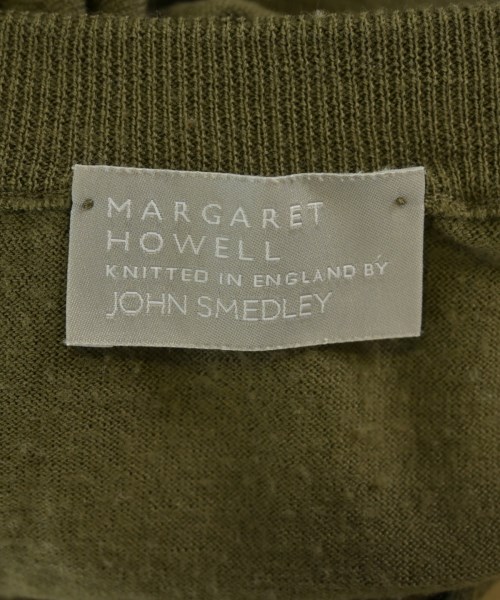 MARGARET
HOWELL
KNITTED IN ENGLAND BY
JOHN SMEDLEY